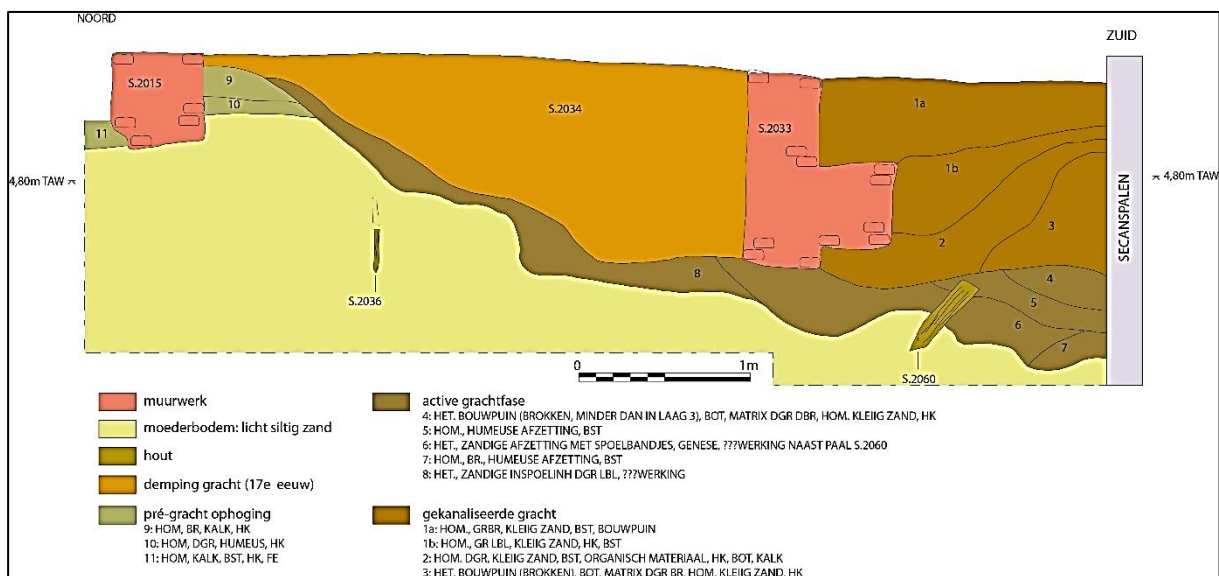 NOORD
ZUID
S.2015
9
10
11
S.2034
S.2033
1a
1b
2
3
4
5
6
7
8
4,80m TAW
4,80m TAW
S.2036
S.2060
SECANSPALEN
0 1m
muurwerk
moederbodem: licht siltig zand
hout
demping gracht (17e eeuw)
pré-gracht ophoging
9: HOM, BR, KALK, HK
10: HOM, DGR, HUMEUS, HK
11: HOM, KALK, BST, HK, FE
active grachtfase
4: HET. BOUWPUIN (BROKKEN, MINDER DAN IN LAAG 3), BOT, MATRIX DGR DBR, HOM. KLEIIG ZAND, HK
5: HOM., HUMEUSE AFZETTING, BST
6: HET., ZANDIGE AFZETTING MET SPOELBANDJES, GENESE, ???WERKING NAAST PAAL S.2060
7: HOM., BR., HUMEUSE AFZETTING, BST
8: HET., ZANDIGE INSPOELINH DGR LBL, ???WERKING
gekanaliseerde gracht
1a: HOM., GRBR, KLEIIG ZAND, BST, BOUWPUIN
1b: HOM., GR LBL, KLEIIG ZAND, HK, BST
2: HOM. DGR, KLEIIG ZAND, BST, ORGANISCH MATERIAAL, HK, BOT, KALK
3: HET. BOUWPUIN (BROKKEN), BOT, MATRIX DGR BR, HOM. KLEIIG ZAND, HK